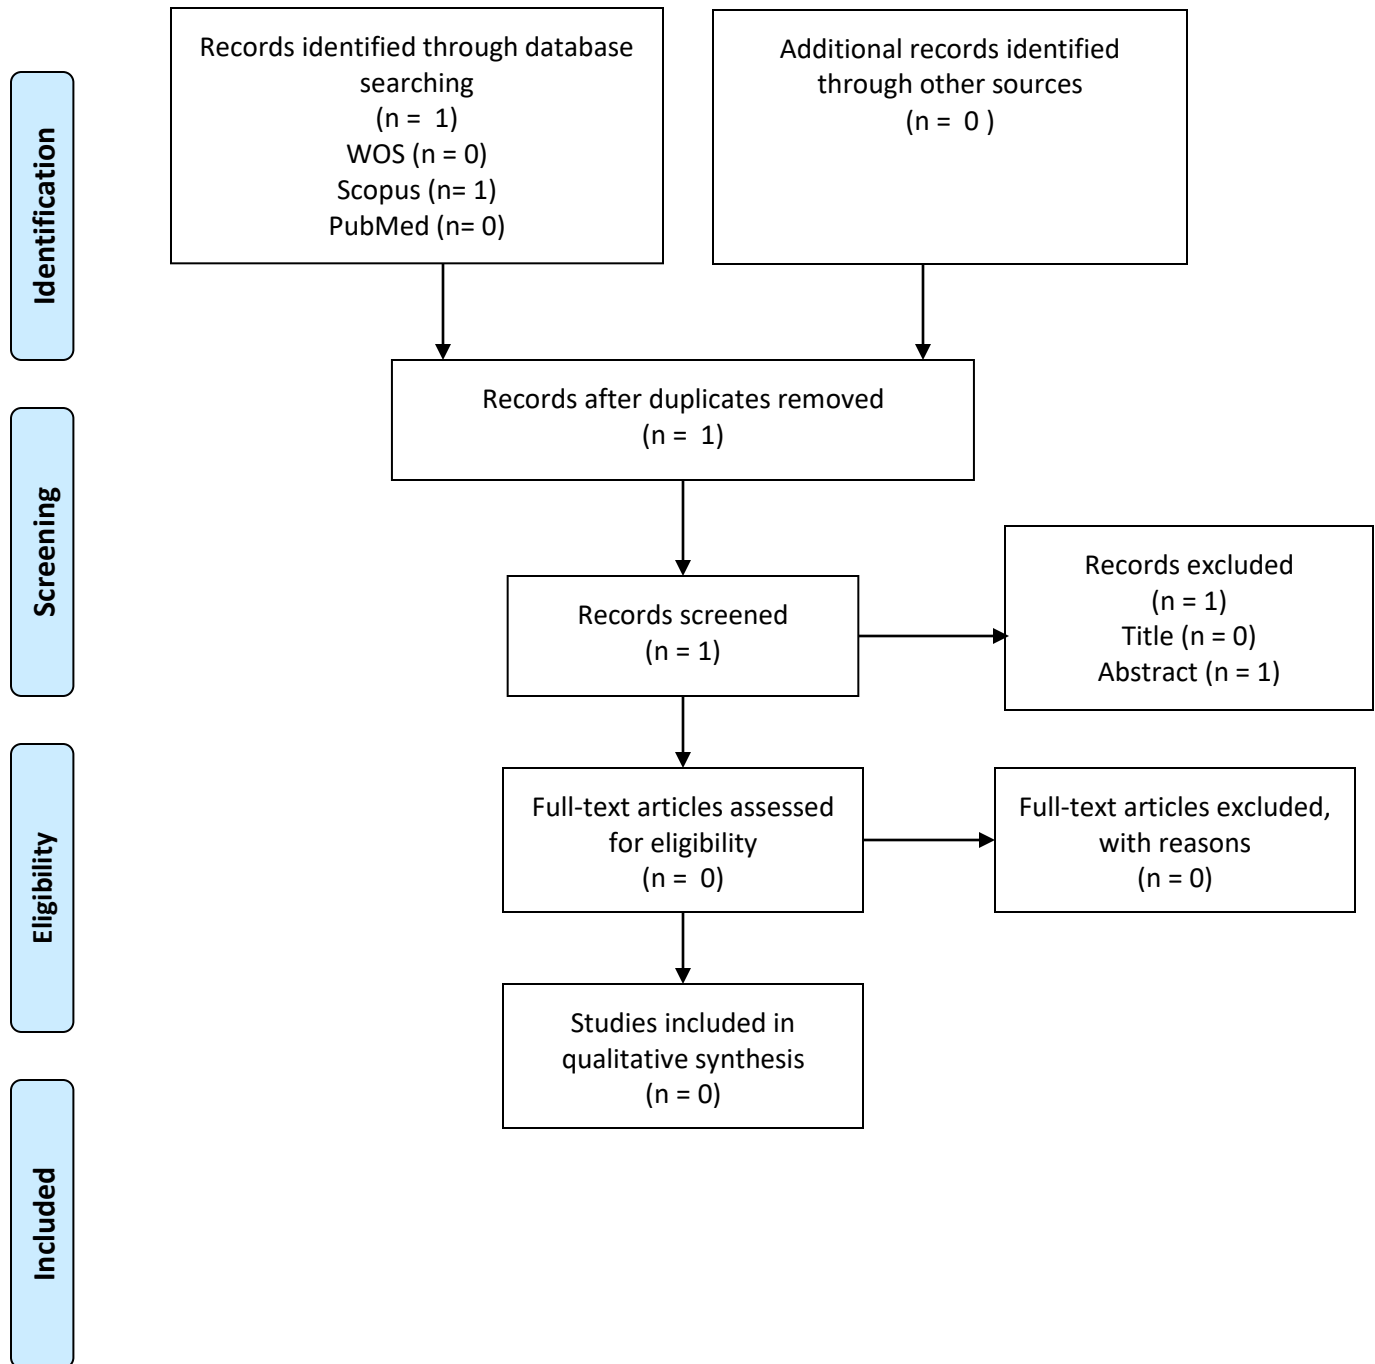 Records identified through database
searching
(n =  1)
WOS (n = 0)
Scopus (n= 1)
PubMed (n= 0)
Additional records identified
through other sources
(n =  0 )
Identification
Records after duplicates removed
(n =  1)
Screening
Records screened
(n = 1)
Records excluded
(n = 1)
Title (n = 0)
Abstract (n = 1)
Eligibility
Full-text articles assessed
for eligibility
(n =  0)
Full-text articles excluded,
with reasons
(n = 0)
Studies included in
qualitative synthesis
(n = 0)
Included